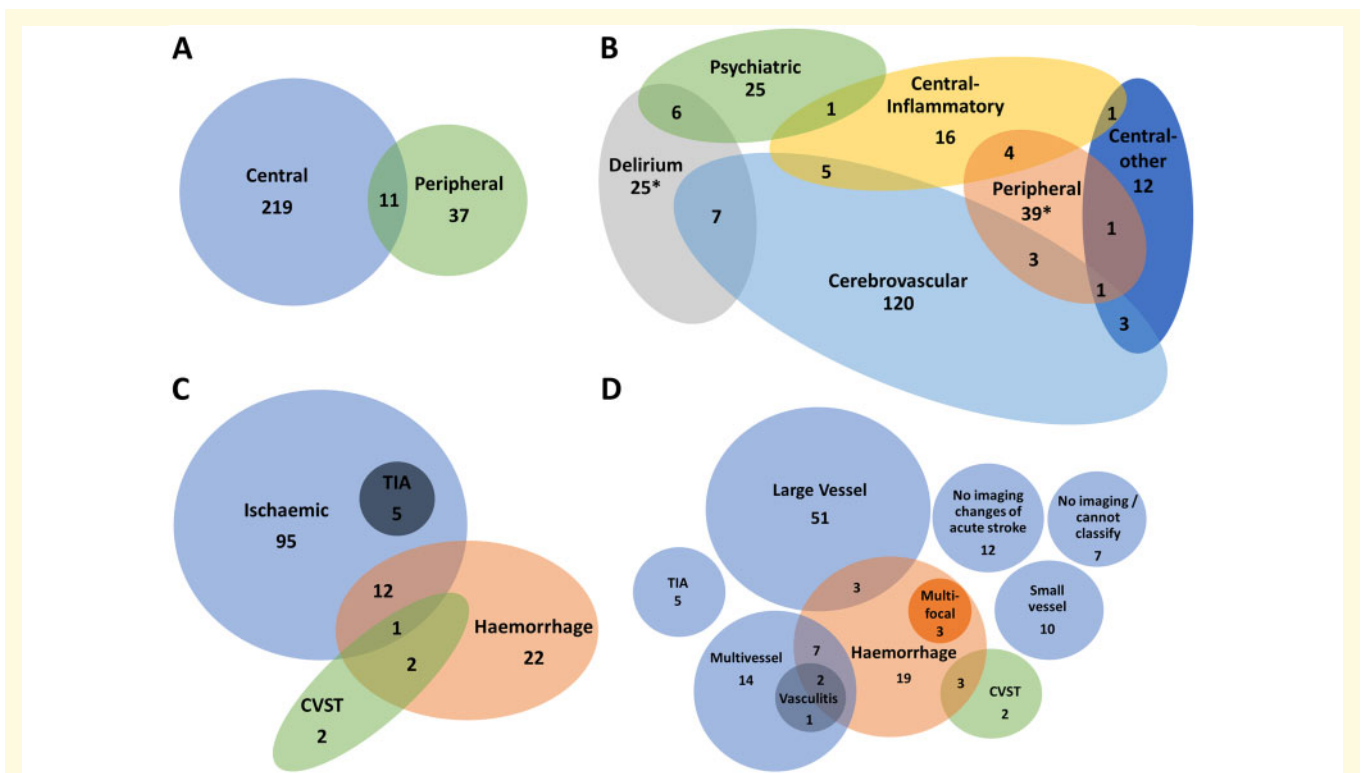 A
Central
219
11
Peripheral
37
B
Psychiatric
25
6
1
Central-
Inflammatory
16
1
Central-
other
12
Delirium
25*
5
4
Peripheral
39*
7
1
3
Cerebrovascular
120
1
3
C
TIA
5
Ischaemic
95
12
1
Haemorrhage
22
2
CVST
2
D
Large Vessel
51
No imaging
changes of
acute stroke
12
No imaging /
cannot
classify
7
TIA
5
3
Multi-
focal
3
Small
vessel
10
Multivessel
14
7
Haemorrhage
19
2
Vasculitis
1
3
CVST
2